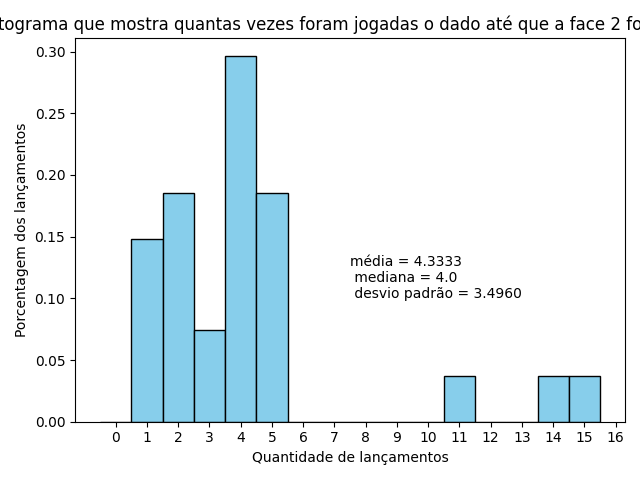 tograma que mostra quantas vezes foram jogadas o dado até que a face 2 fo
0.30
0.25
0.20
0.15
0.10
0.05
0.00
Porcentagem dos lançamentos
média = 4.3333
mediana = 4.0
desvio padrão = 3.4960
0 1 2 3 4 5 6 7 8 9 10 11 12 13 14 15 16
Quantidade de lançamentos